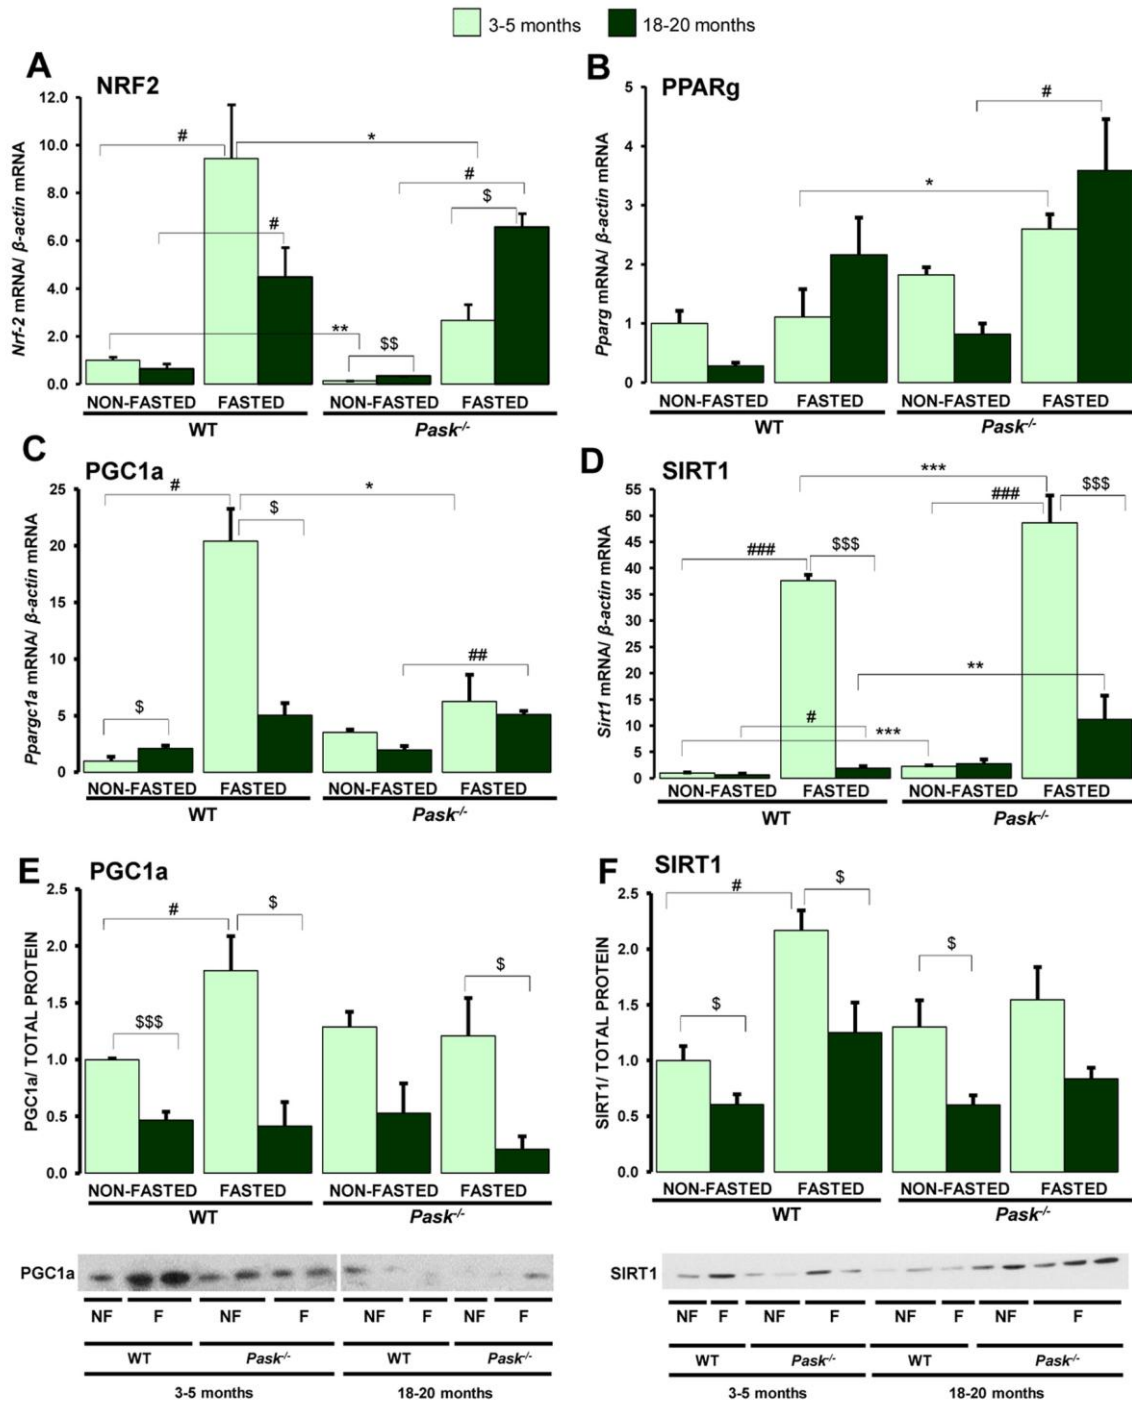 3-5 months 18-20 months
A
NRF2
Nrf-2 mRNA/ β-actin mRNA
12.0
10.0
8.0
6.0
4.0
2.0
0.0
#
*
#
$
#
**
$$
NON-FASTED FASTED NON-FASTED FASTED
WT Pask-/-
B
PPARg
Pparg mRNA/ β-actin mRNA
5
4
3
2
1
0
#
*
NON-FASTED FASTED NON-FASTED FASTED
WT Pask-/-
C
PGC1a
Ppargc1a mRNA/ β-actin mRNA
25
20
15
10
5
0
#
*
$
##
$
NON-FASTED FASTED NON-FASTED FASTED
WT Pask-/-
D
SIRT1
Sirt1 mRNA/ β-actin mRNA
55
50
45
40
35
30
25
20
15
10
5
0
***
### $$$
### $$$
**
#
***
NON-FASTED FASTED NON-FASTED FASTED
WT Pask-/-
E
PGC1a
PGC1a/ TOTAL PROTEIN
2.5
2.0
1.5
1.0
0.5
0.0
# $
$
$$$
NON-FASTED FASTED NON-FASTED FASTED
WT Pask-/-
PGC1a
NF F NF F NF F NF F
WT Pask-/- WT Pask-/-
3-5 months 18-20 months
F
SIRT1
SIRT1/ TOTAL PROTEIN
2.5
2.0
1.5
1.0
0.5
0.0
# $
$
$
NON-FASTED FASTED NON-FASTED FASTED
WT Pask-/-
SIRT1
NF F NF F NF F NF F
WT Pask-/- WT Pask-/-
3-5 months 18-20 months